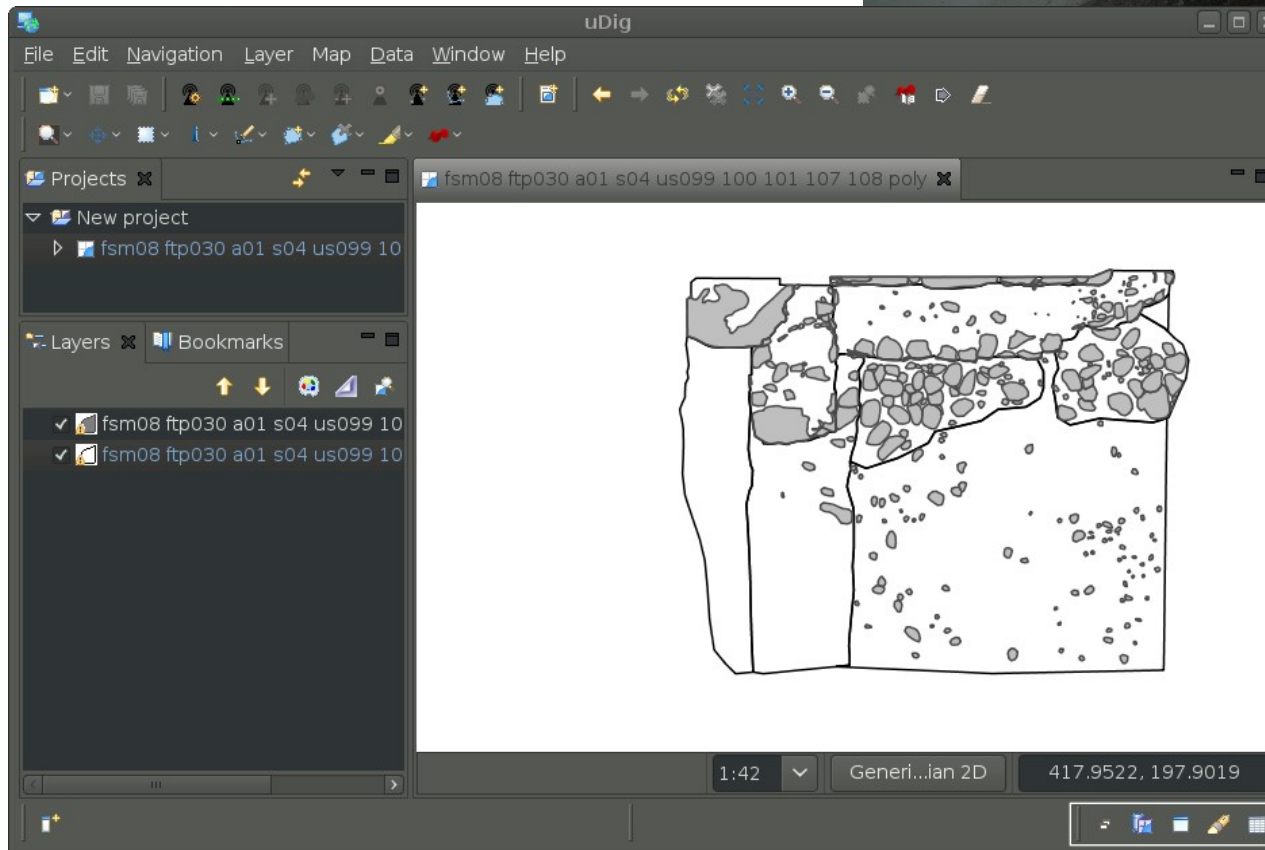 uDig
File Edit Navigation Layer Map Data Window Help
Projects
New project
fsm08 ftp030 a01 s04 us099 10
Layers Bookmarks
fsm08 ftp030 a01 s04 us099 10
fsm08 ftp030 a01 s04 us099 10
fsm08 ftp030 a01 s04 us099 100 101 107 108 poly
1:42 Generi...ian 2D 417.9522, 197.9019